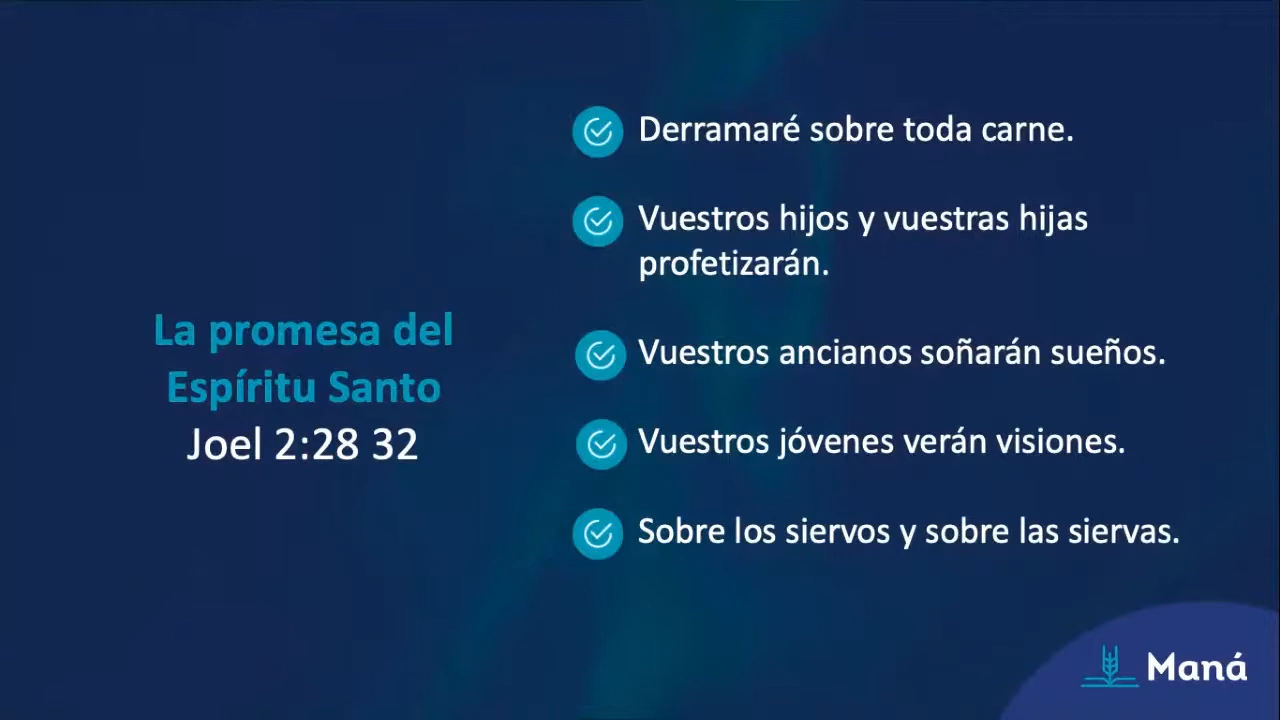 La promesa del
Espíritu Santo
Joel 2:28 32
Derramaré sobre toda carne.
Vuestros hijos y vuestras hijas
profetizarán.
Vuestros ancianos soñarán sueños.
Vuestros jóvenes verán visiones.
Sobre los siervos y sobre las siervas.
Maná